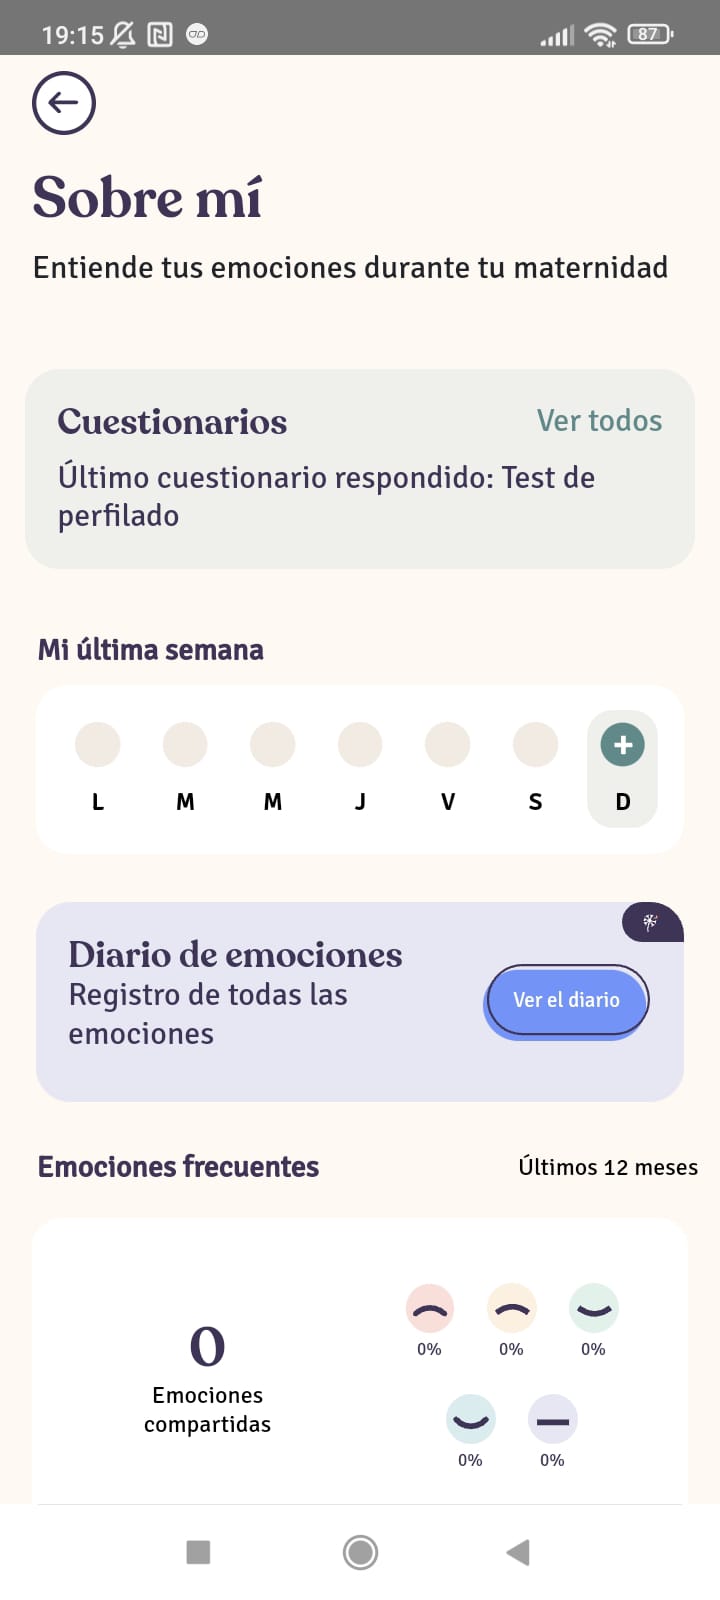 19:15
87
Sobre mí
Entiende tus emociones durante tu maternidad
Cuestionarios
Ver todos
Último cuestionario respondido: Test de
perfilado
Mi última semana
L M M J V S D
Diario de emociones
Registro de todas las
emociones
Ver el diario
Emociones frecuentes
Últimos 12 meses
0
Emociones
compartidas
0% 0% 0%
0% 0%